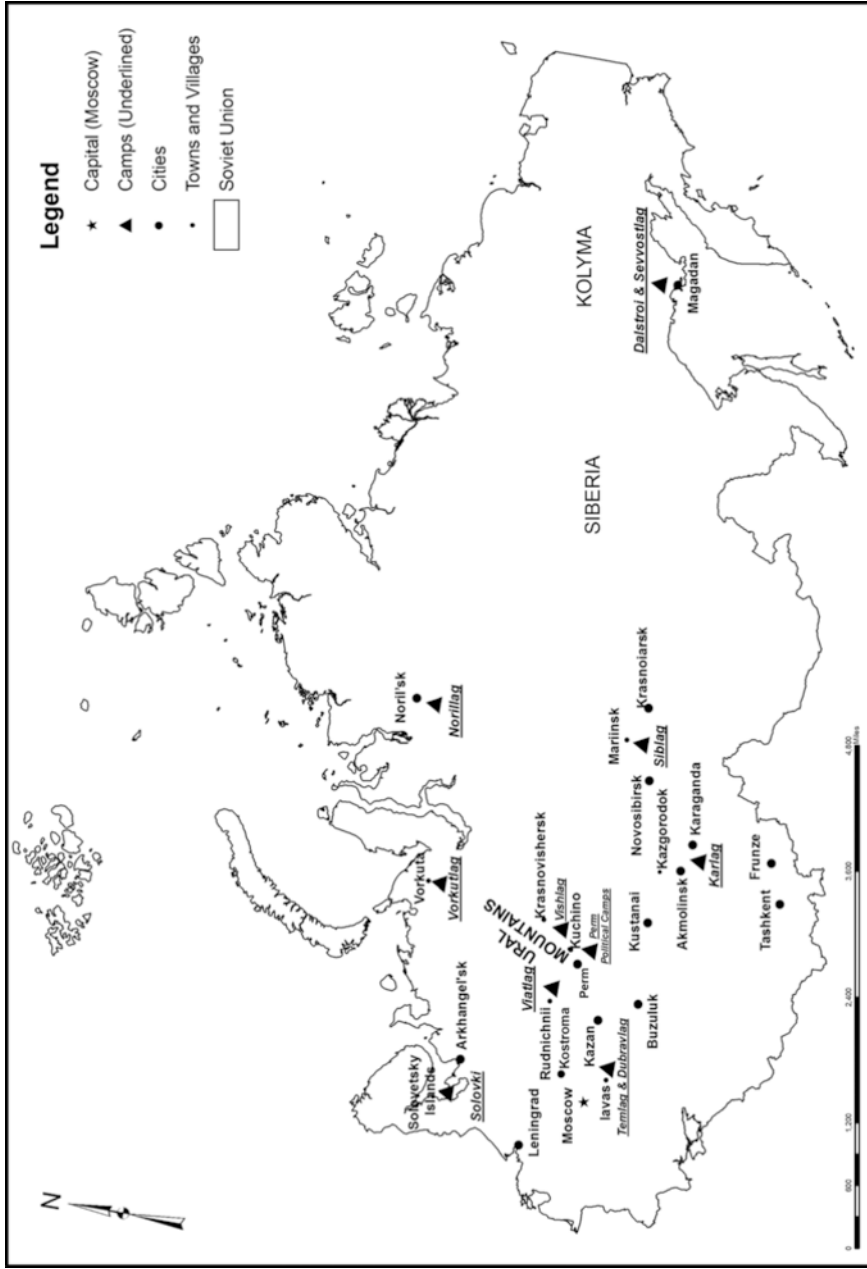 N
Legend
Capital (Moscow)
Camps (Underlined)
Cities
Towns and Villages
Soviet Union
Solovetsky
Islands
Solovki
Arkhangel'sk
Vorkuta
Vorkutlag
Noril'sk
Norillag
Leningrad
Moscow
Kostroma
Rudnichnii
Viatlag
URAL
MOUNTAINS
Krasnovishersk
Vishlag
Kuchino
Perm
Political Camps
Perm
Kazan
Iavas
Temlag & Dubravlag
Buzuluk
Kustanai
Akmolinsk
Kazgorodok
Novosibirsk
Mariinsk
Siblag
Krasnoiarsk
Karaganda
Karlag
Frunze
Tashkent
SIBERIA
KOLYMA
Dalstroi & Sevvostlag
Magadan
0 600 1,200 2,400 3,600 4,800
Miles